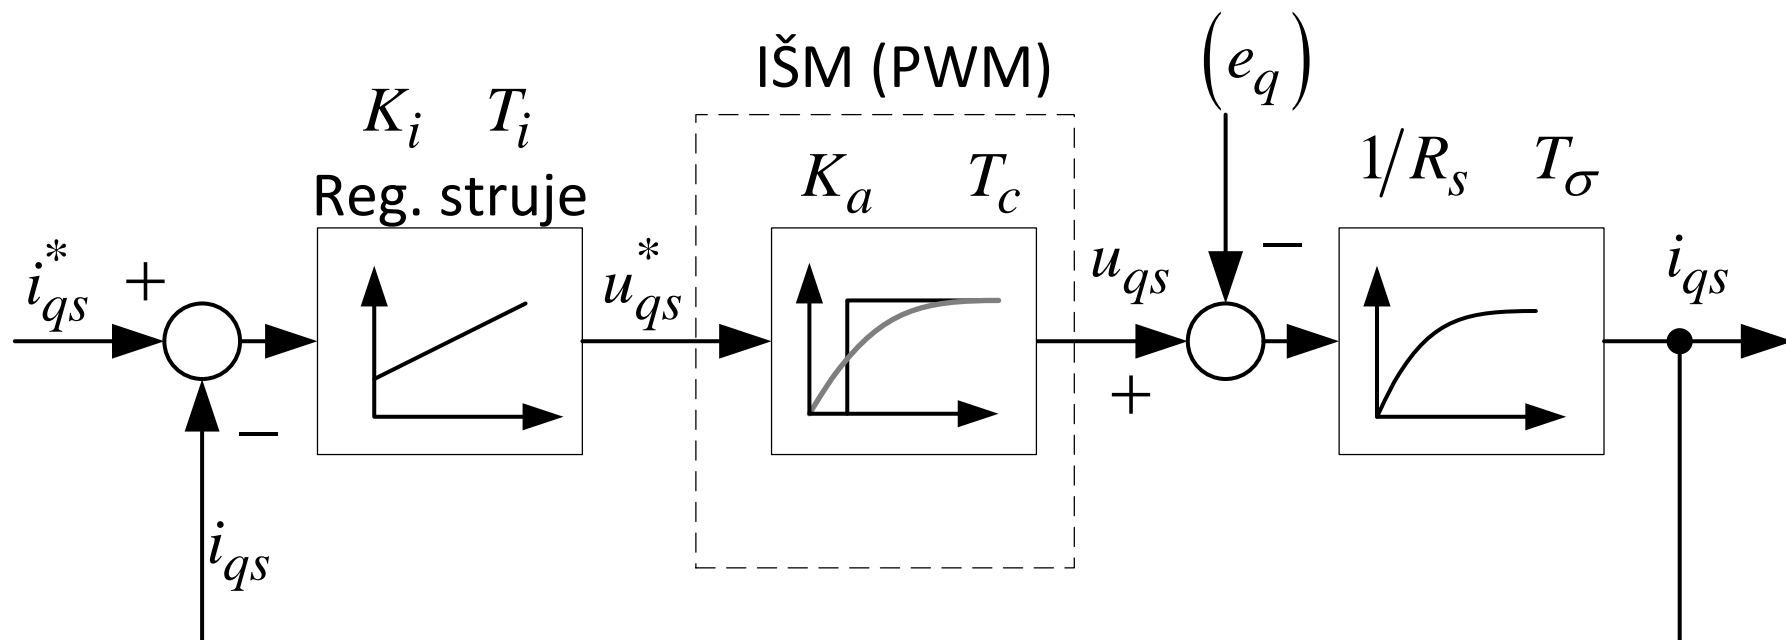 IŠM (PWM)
(e_q)
K_i T_i
Reg. struje
K_a T_c
1/R_s T_σ
i*_qs +
u*_qs
u_qs
−
i_qs
−
+
i_qs